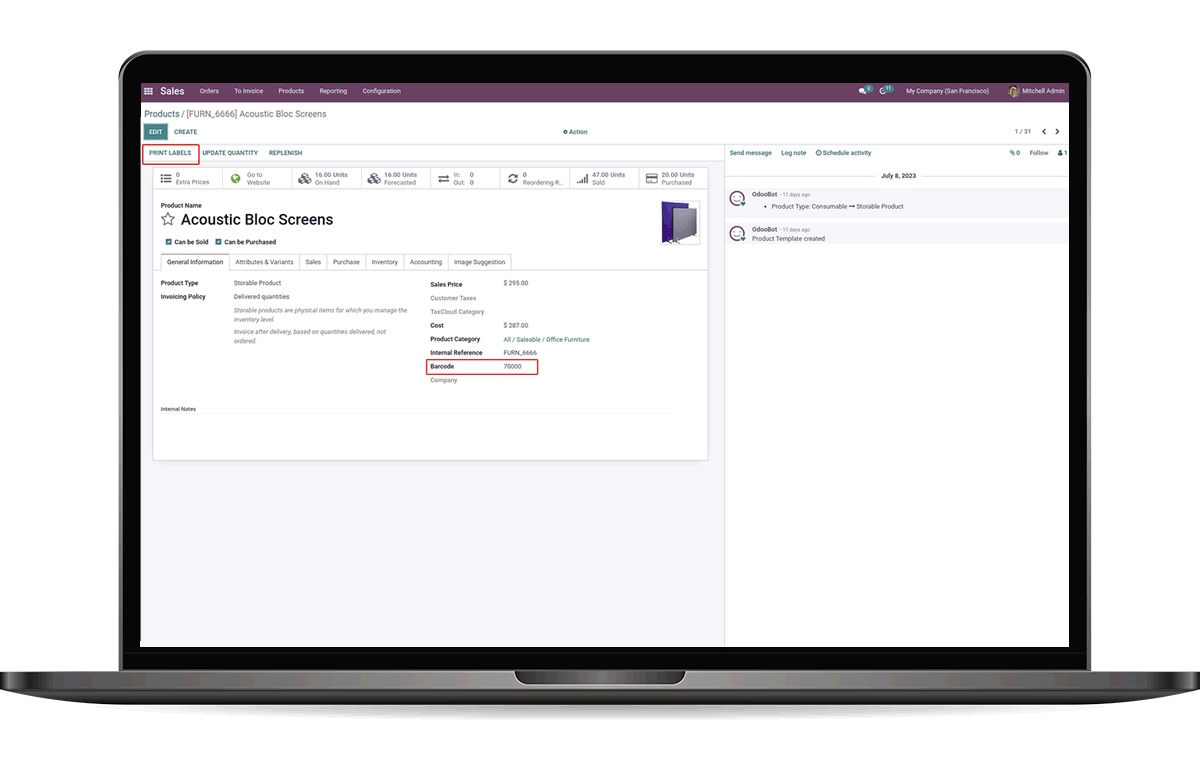 Sales Orders To Invoice Products Reporting Configuration 5 11 My Company (San Francisco) Mitchell Admin
Products / [FURN_6666] Acoustic Bloc Screens
EDIT CREATE Action 1 / 31
PRINT LABELS UPDATE QUANTITY REPLENISH Send message Log note Schedule activity 0 Follow 1
0 Extra Prices
Go to Website
16.00 Units On Hand
16.00 Units Forecasted
In: 0
Out: 0
0 Reordering R...
47.00 Units Sold
20.00 Units Purchased
Product Name
Acoustic Bloc Screens
Can be Sold Can be Purchased
General Information Attributes & Variants Sales Purchase Inventory Accounting Image Suggestion
Product Type Storable Product
Invoicing Policy Delivered quantities
Storable products are physical items for which you manage the
inventory level.
Invoice after delivery, based on quantities delivered, not
ordered.
Sales Price $ 295.00
Customer Taxes
TaxCloud Category
Cost $ 287.00
Product Category All / Saleable / Office Furniture
Internal Reference FURN_6666
Barcode 70000
Company
Internal Notes
July 8, 2023
OdooBot - 11 days ago
• Product Type: Consumable → Storable Product
OdooBot - 11 days ago
Product Template created